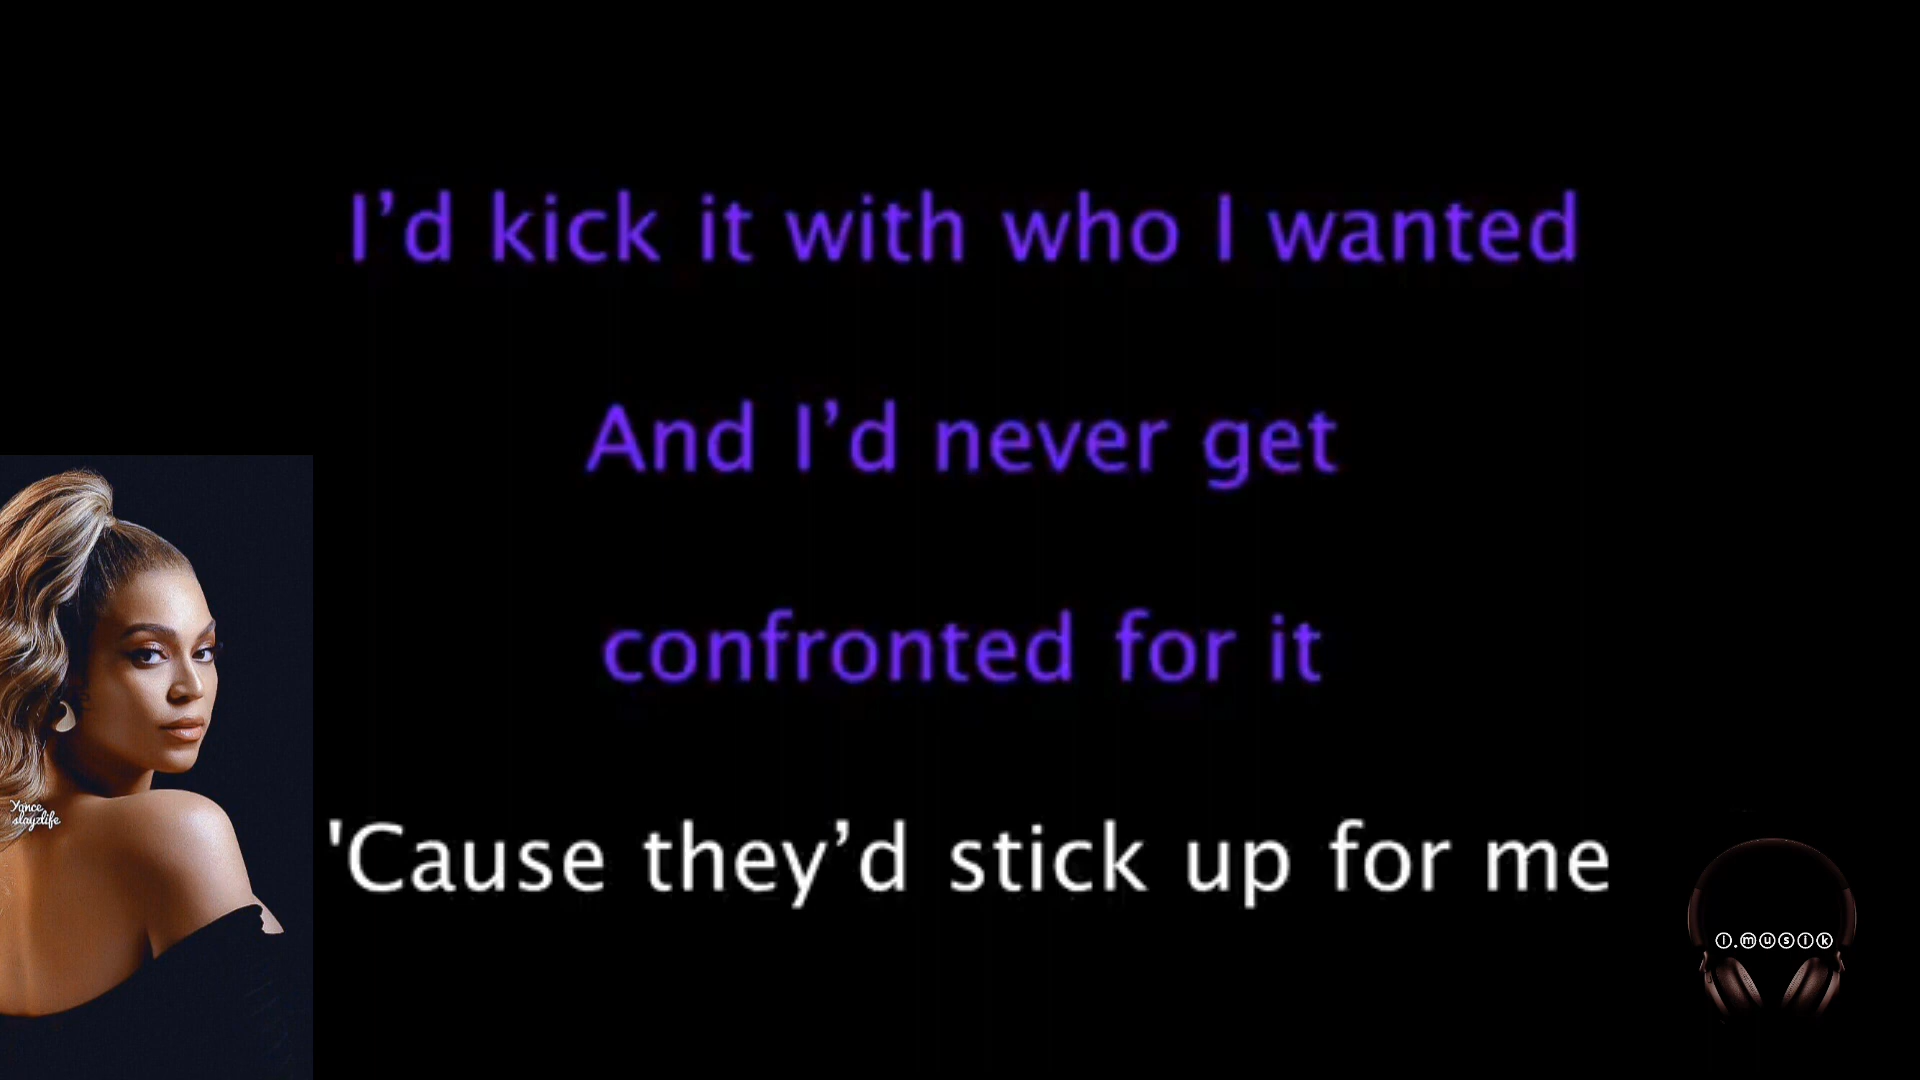 I’d kick it with who I wanted
And I’d never get
confronted for it
Yonce
slayzlife
'Cause they’d stick up for me
i.musik